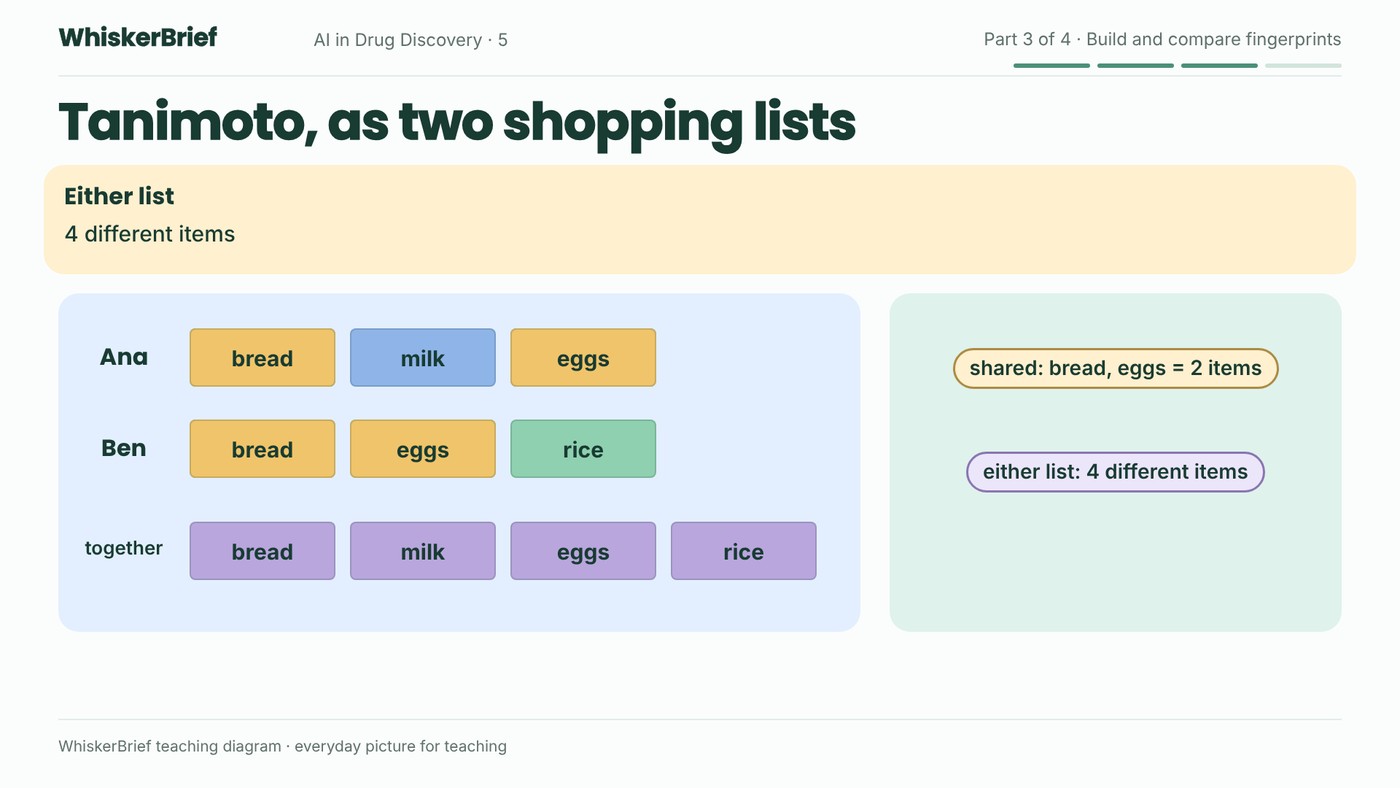 WhiskerBrief
AI in Drug Discovery · 5
Part 3 of 4 · Build and compare fingerprints
Tanimoto, as two shopping lists
Either list
4 different items
Ana
bread
milk
eggs
Ben
bread
eggs
rice
together
bread
milk
eggs
rice
shared: bread, eggs = 2 items
either list: 4 different items
WhiskerBrief teaching diagram · everyday picture for teaching